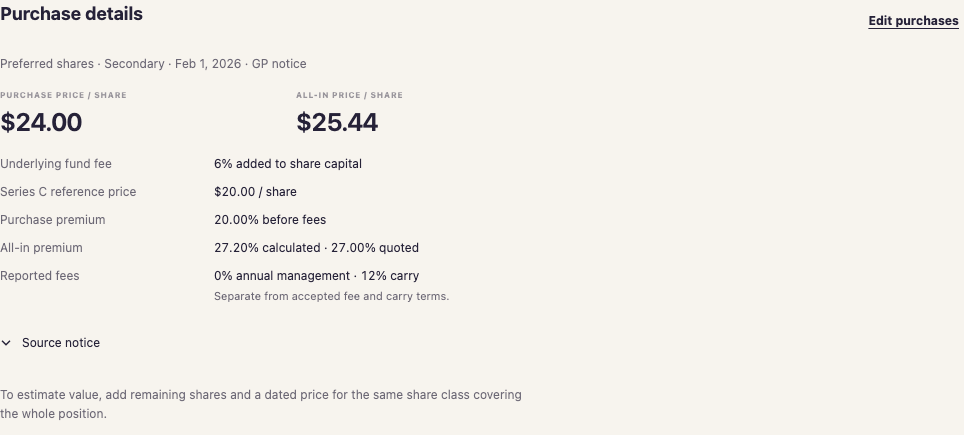 Purchase details
Edit purchases
Preferred shares · Secondary · Feb 1, 2026 · GP notice
PURCHASE PRICE / SHARE
ALL-IN PRICE / SHARE
$24.00
$25.44
Underlying fund fee
6% added to share capital
Series C reference price
$20.00 / share
Purchase premium
20.00% before fees
All-in premium
27.20% calculated · 27.00% quoted
Reported fees
0% annual management · 12% carry
Separate from accepted fee and carry terms.
Source notice
To estimate value, add remaining shares and a dated price for the same share class covering
the whole position.